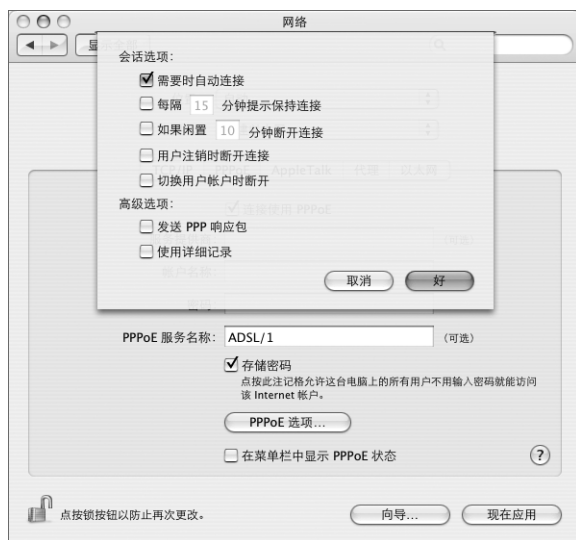 网络
会话选项：
需要时自动连接
每隔 15 分钟提示保持连接
如果闲置 10 分钟断开连接
用户注销时断开连接
切换用户帐户时断开
AppleTalk 代理 以太网
高级选项：
发送 PPP 响应包
使用详细记录
取消 好
PPPoE 服务名称： ADSL/1 (可选)
存储密码
点按此注记格允许这台电脑上的所有用户不用输入密码就能访问
该 Internet 帐户。
PPPoE 选项...
在菜单栏中显示 PPPoE 状态
?
点按锁按钮以防止再次更改。
向导... 现在应用